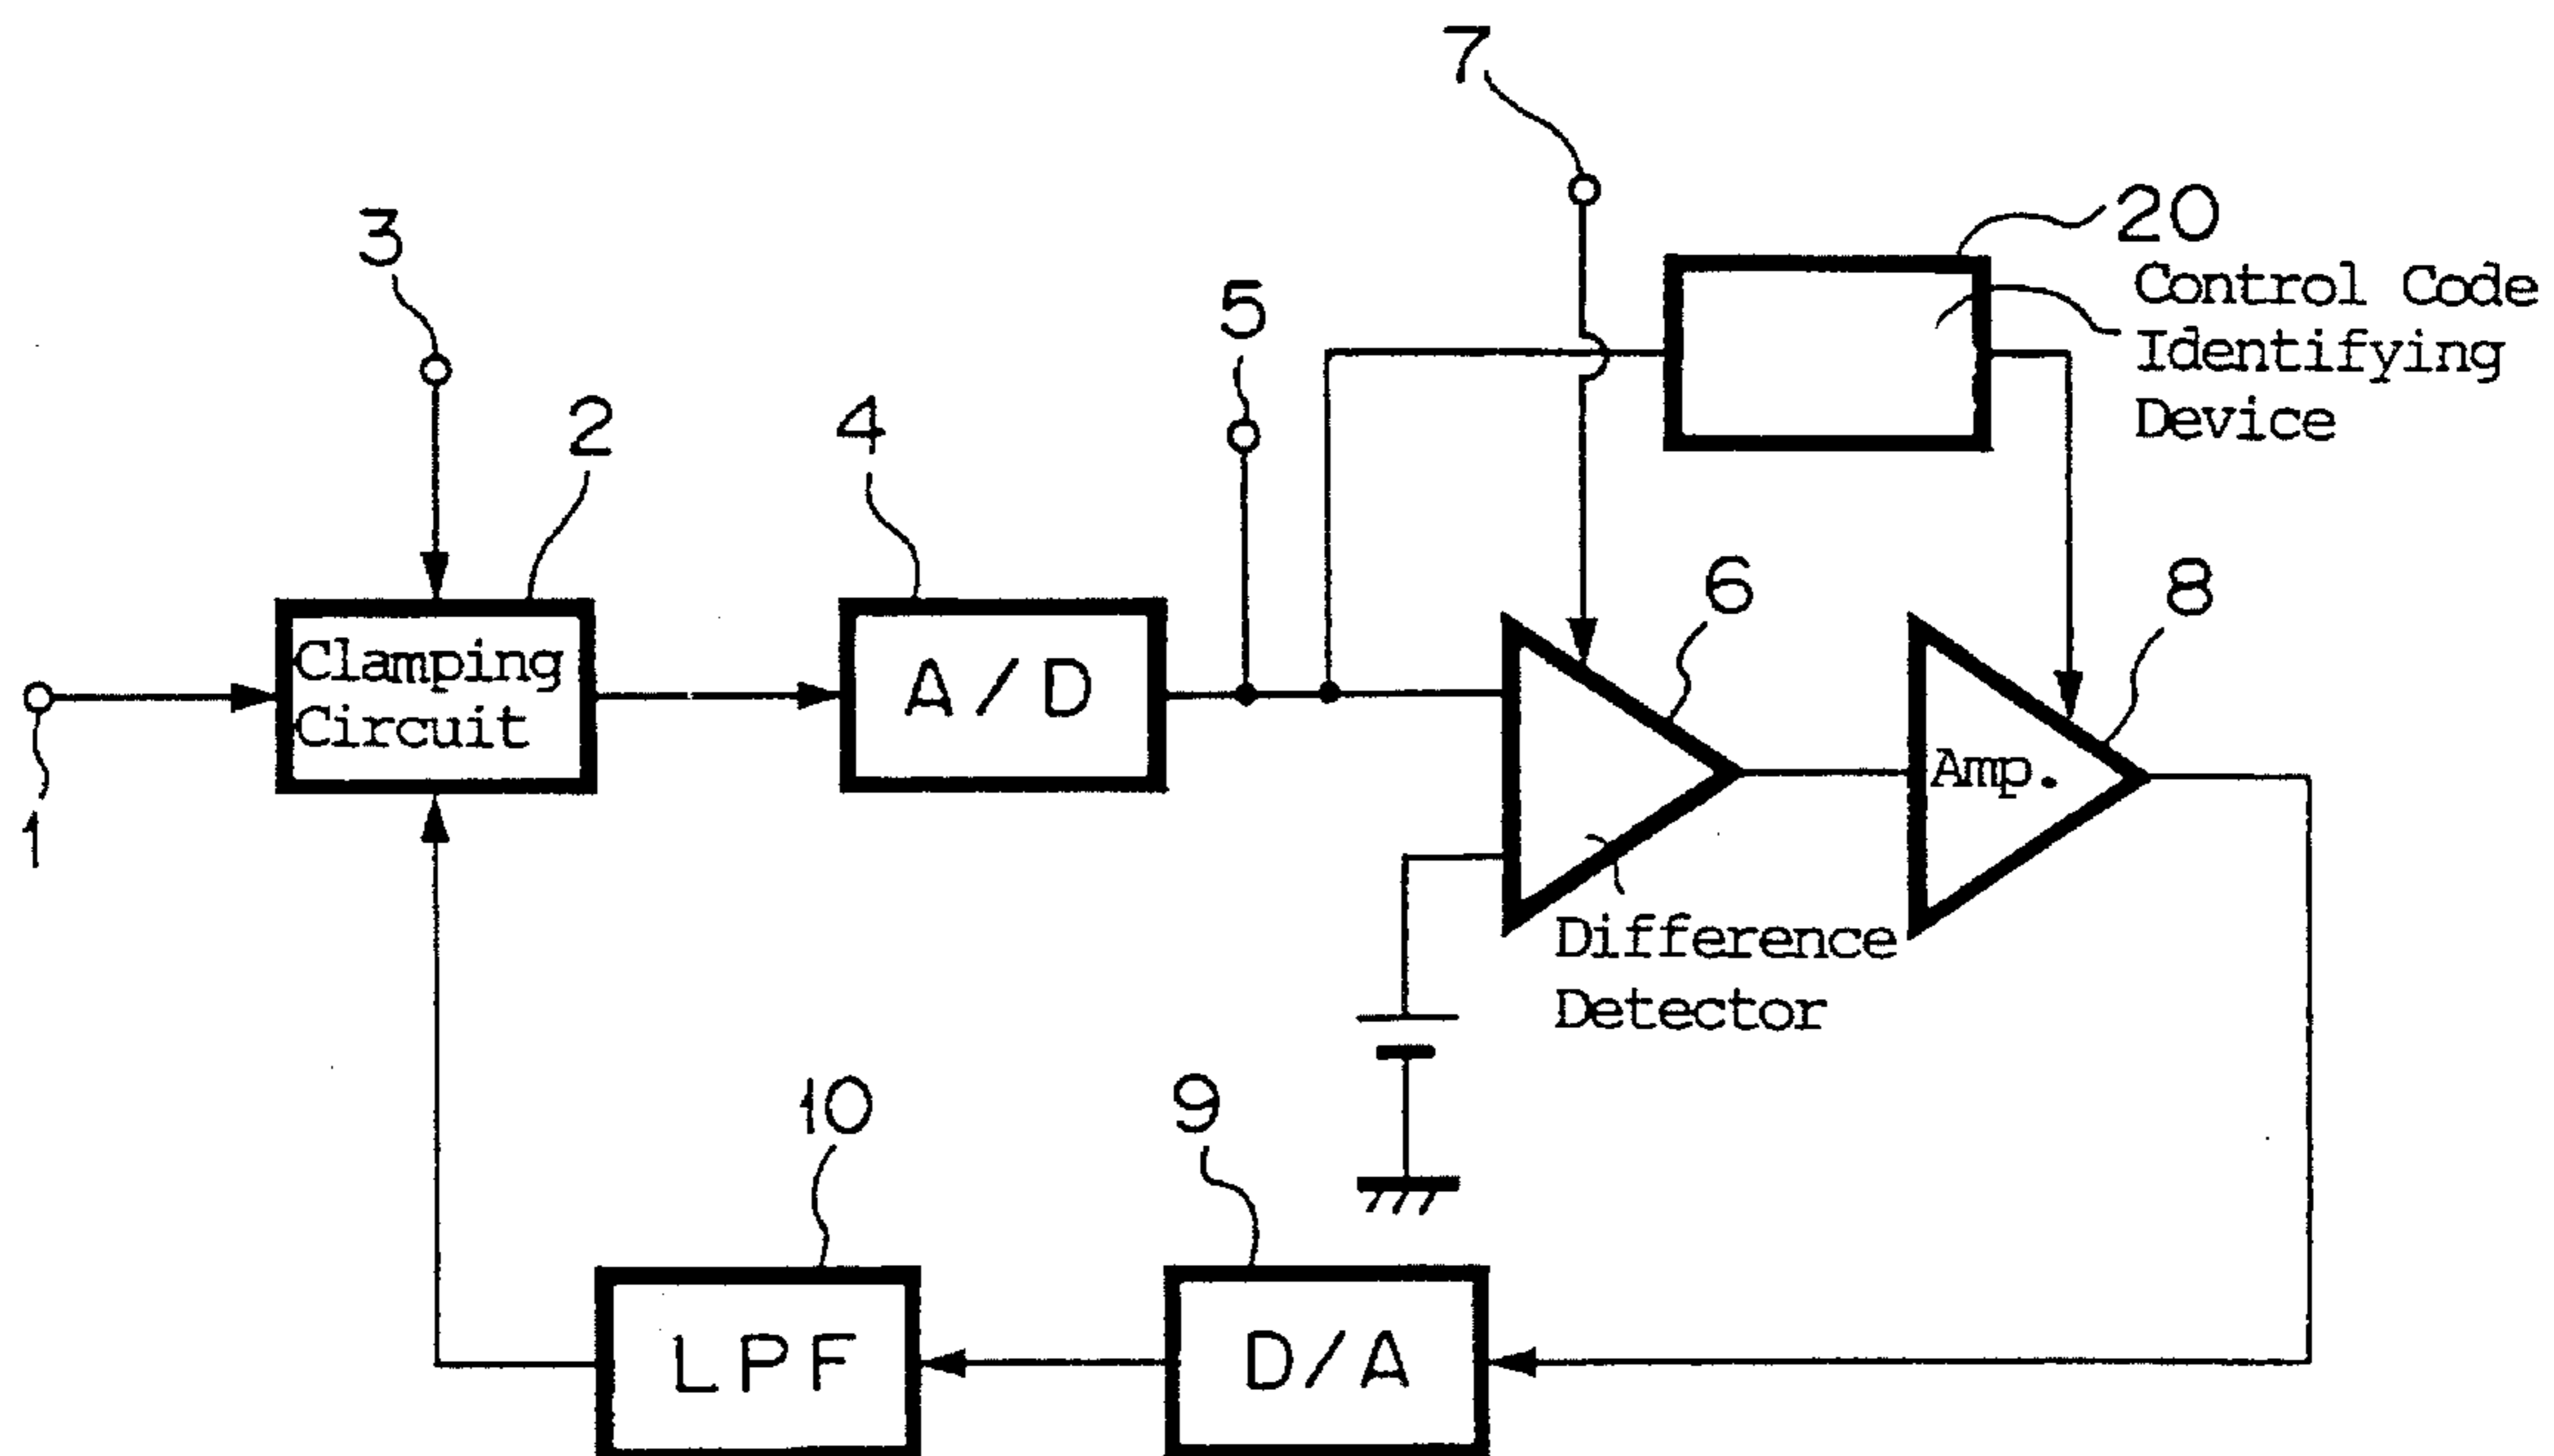 7
20
Control Code
Identifying
Device
3
5
2
4
6
8
Clamping
Circuit
A/D
Amp.
1
Difference
Detector
10
9
LPF
D/A